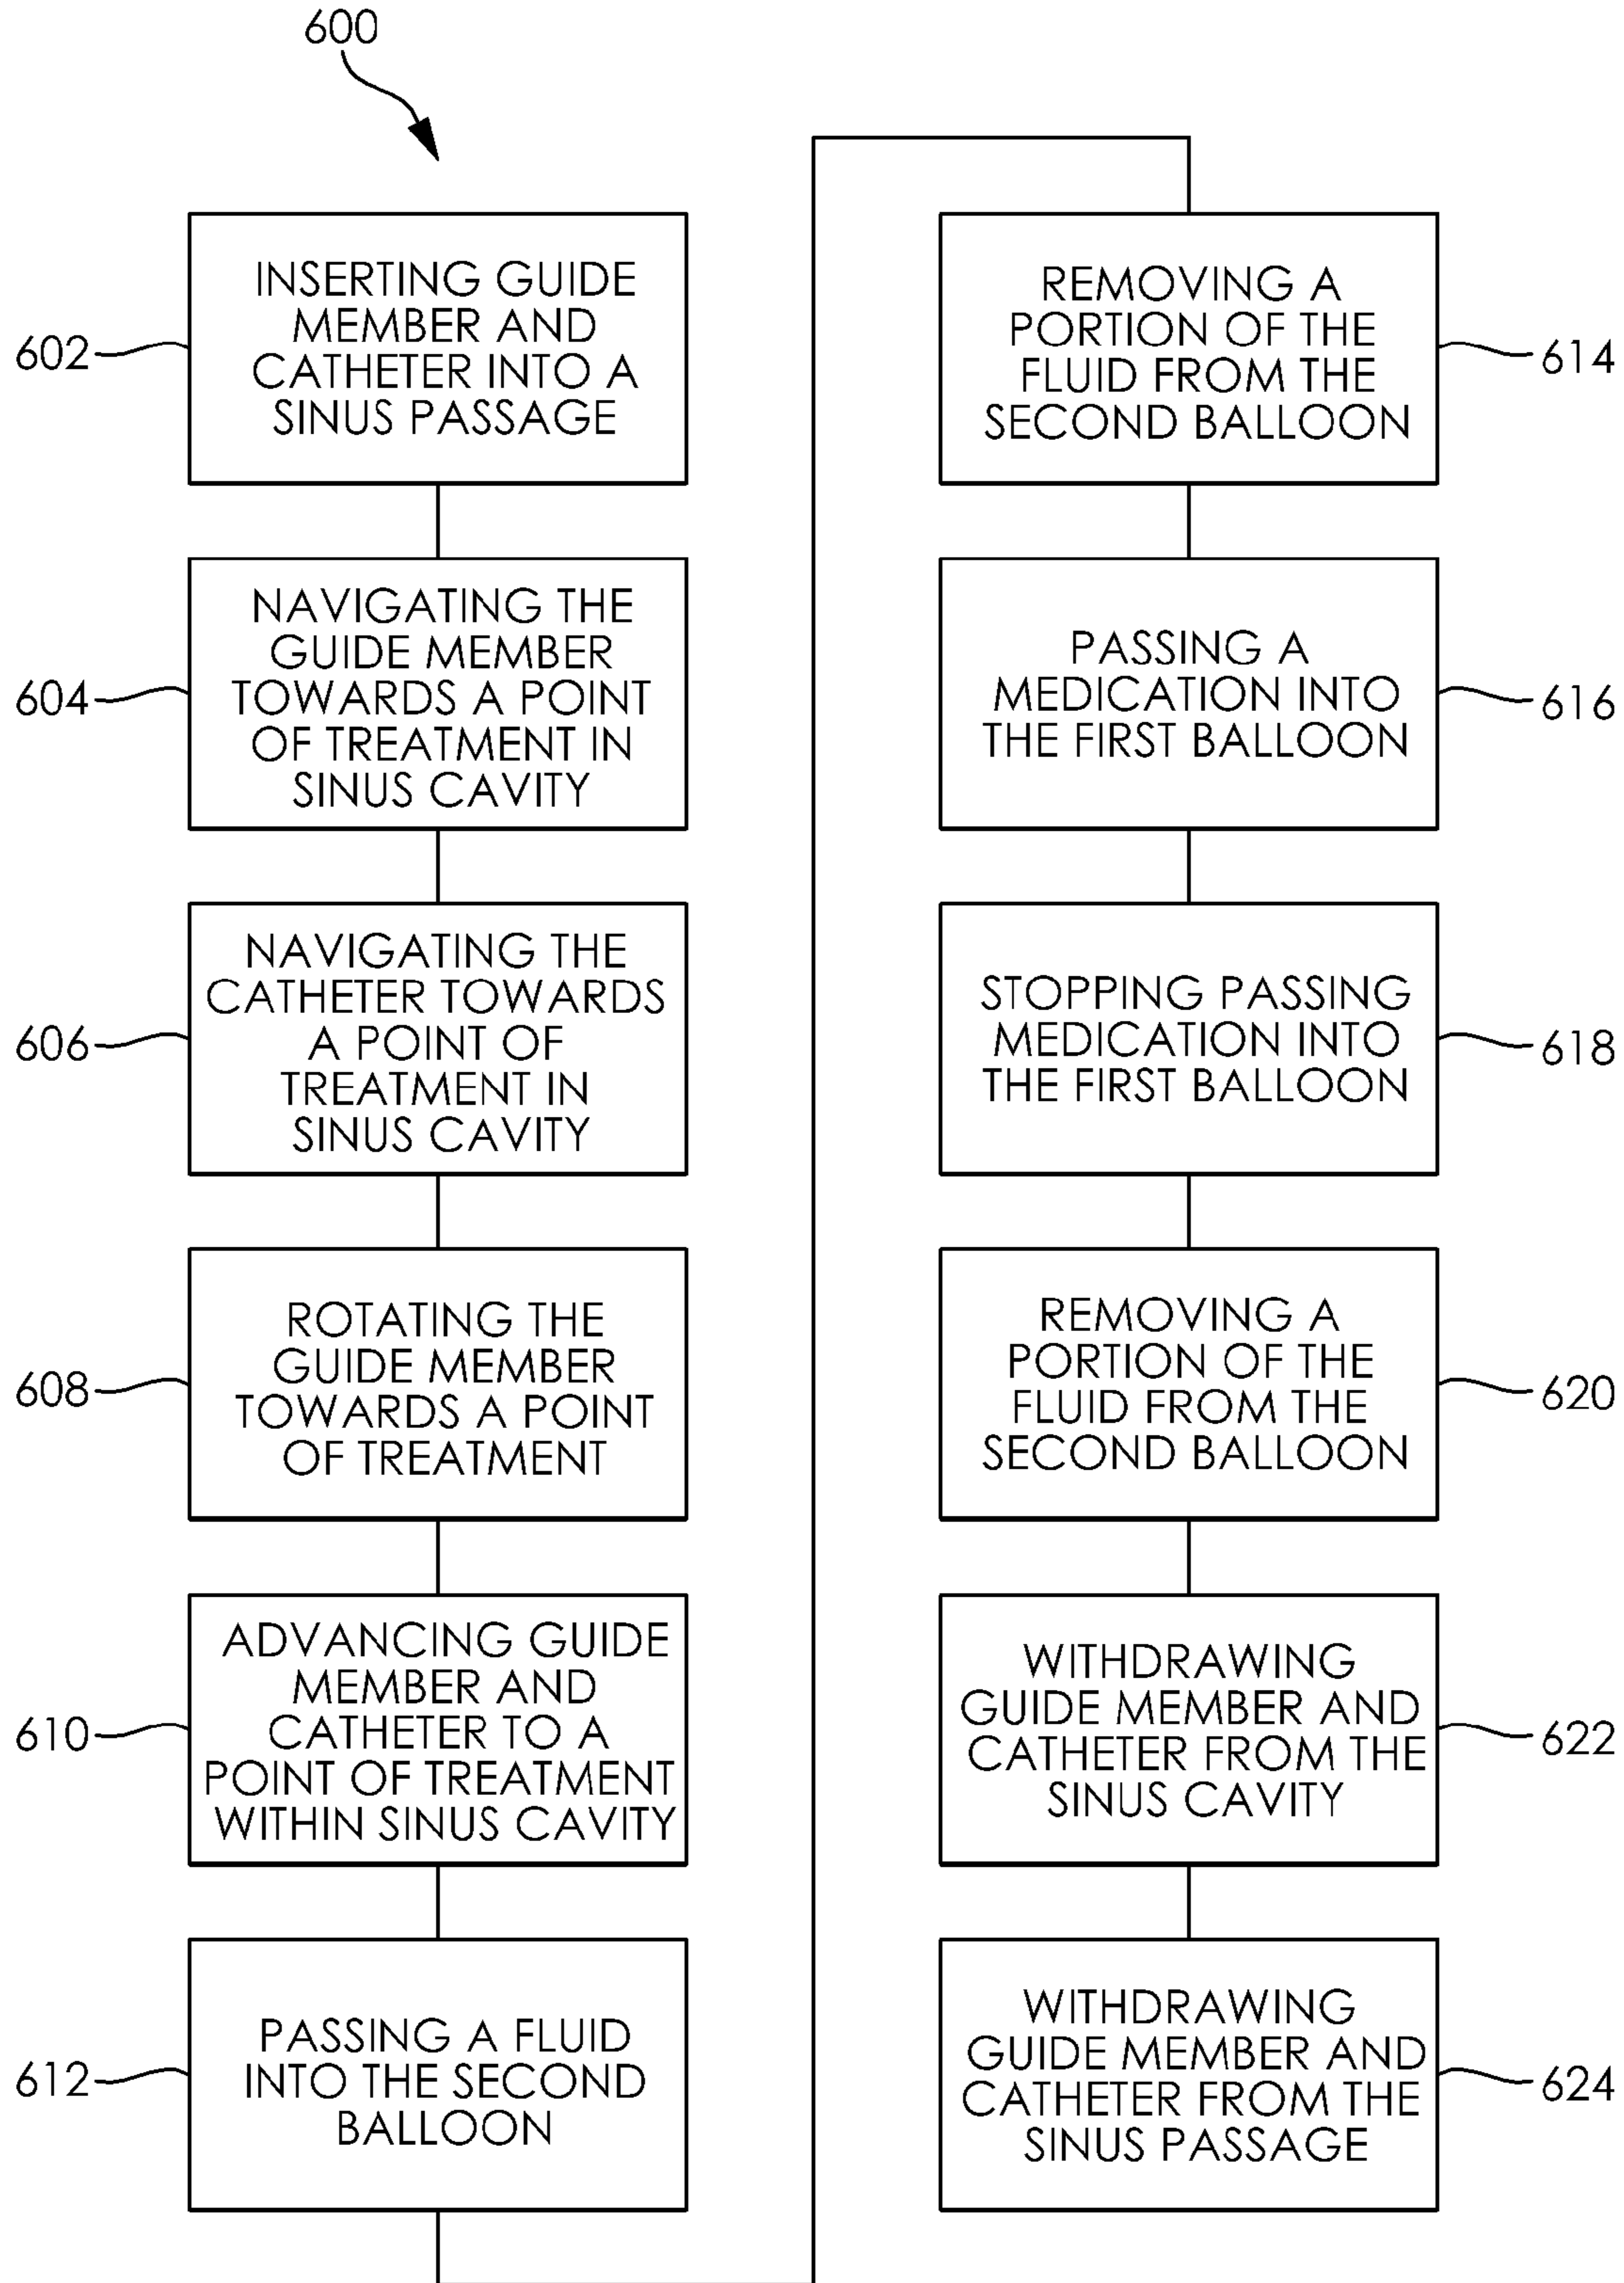 600
602
INSERTING GUIDE
MEMBER AND
CATHETER INTO A
SINUS PASSAGE
604
NAVIGATING THE
GUIDE MEMBER
TOWARDS A POINT
OF TREATMENT IN
SINUS CAVITY
606
NAVIGATING THE
CATHETER TOWARDS
A POINT OF
TREATMENT IN
SINUS CAVITY
608
ROTATING THE
GUIDE MEMBER
TOWARDS A POINT
OF TREATMENT
610
ADVANCING GUIDE
MEMBER AND
CATHETER TO A
POINT OF TREATMENT
WITHIN SINUS CAVITY
612
PASSING A FLUID
INTO THE SECOND
BALLOON
REMOVING A
PORTION OF THE
FLUID FROM THE
SECOND BALLOON
614
PASSING A
MEDICATION INTO
THE FIRST BALLOON
616
STOPPING PASSING
MEDICATION INTO
THE FIRST BALLOON
618
REMOVING A
PORTION OF THE
FLUID FROM THE
SECOND BALLOON
620
WITHDRAWING
GUIDE MEMBER AND
CATHETER FROM THE
SINUS CAVITY
622
WITHDRAWING
GUIDE MEMBER AND
CATHETER FROM THE
SINUS PASSAGE
624